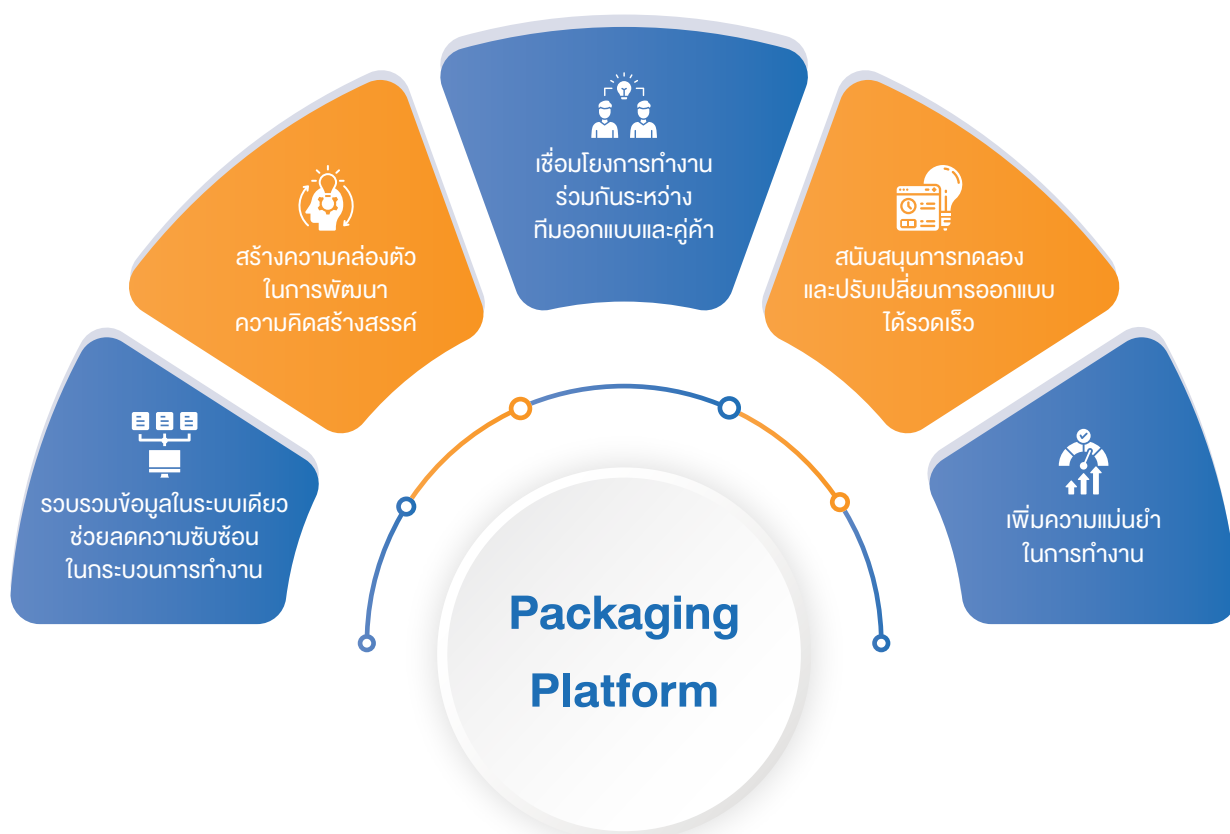 รวบรวมข้อมูลในระบบเดียว
ช่วยลดความซับซ้อน
ในกระบวนการทำงาน
สร้างความคล่องตัว
ในการพัฒนา
ความคิดสร้างสรรค์
เชื่อมโยงการทำงาน
ร่วมกันระหว่าง
ทีมออกแบบและคู่ค้า
สนับสนุนการทดลอง
และปรับเปลี่ยนการออกแบบ
ได้รวดเร็ว
เพิ่มความแม่นยำ
ในการทำงาน
Packaging
Platform